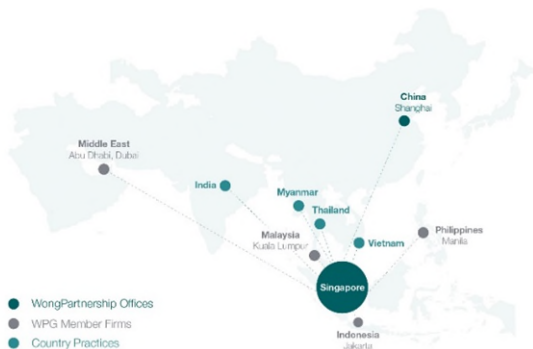 China
Shanghai
Middle East
Abu Dhabi, Dubai
India
Myanmar
Thailand
Malaysia
Kuala Lumpur
Vietnam
Philippines
Manila
Singapore
Indonesia
Jakarta
WongPartnership Offices
WPG Member Firms
Country Practices